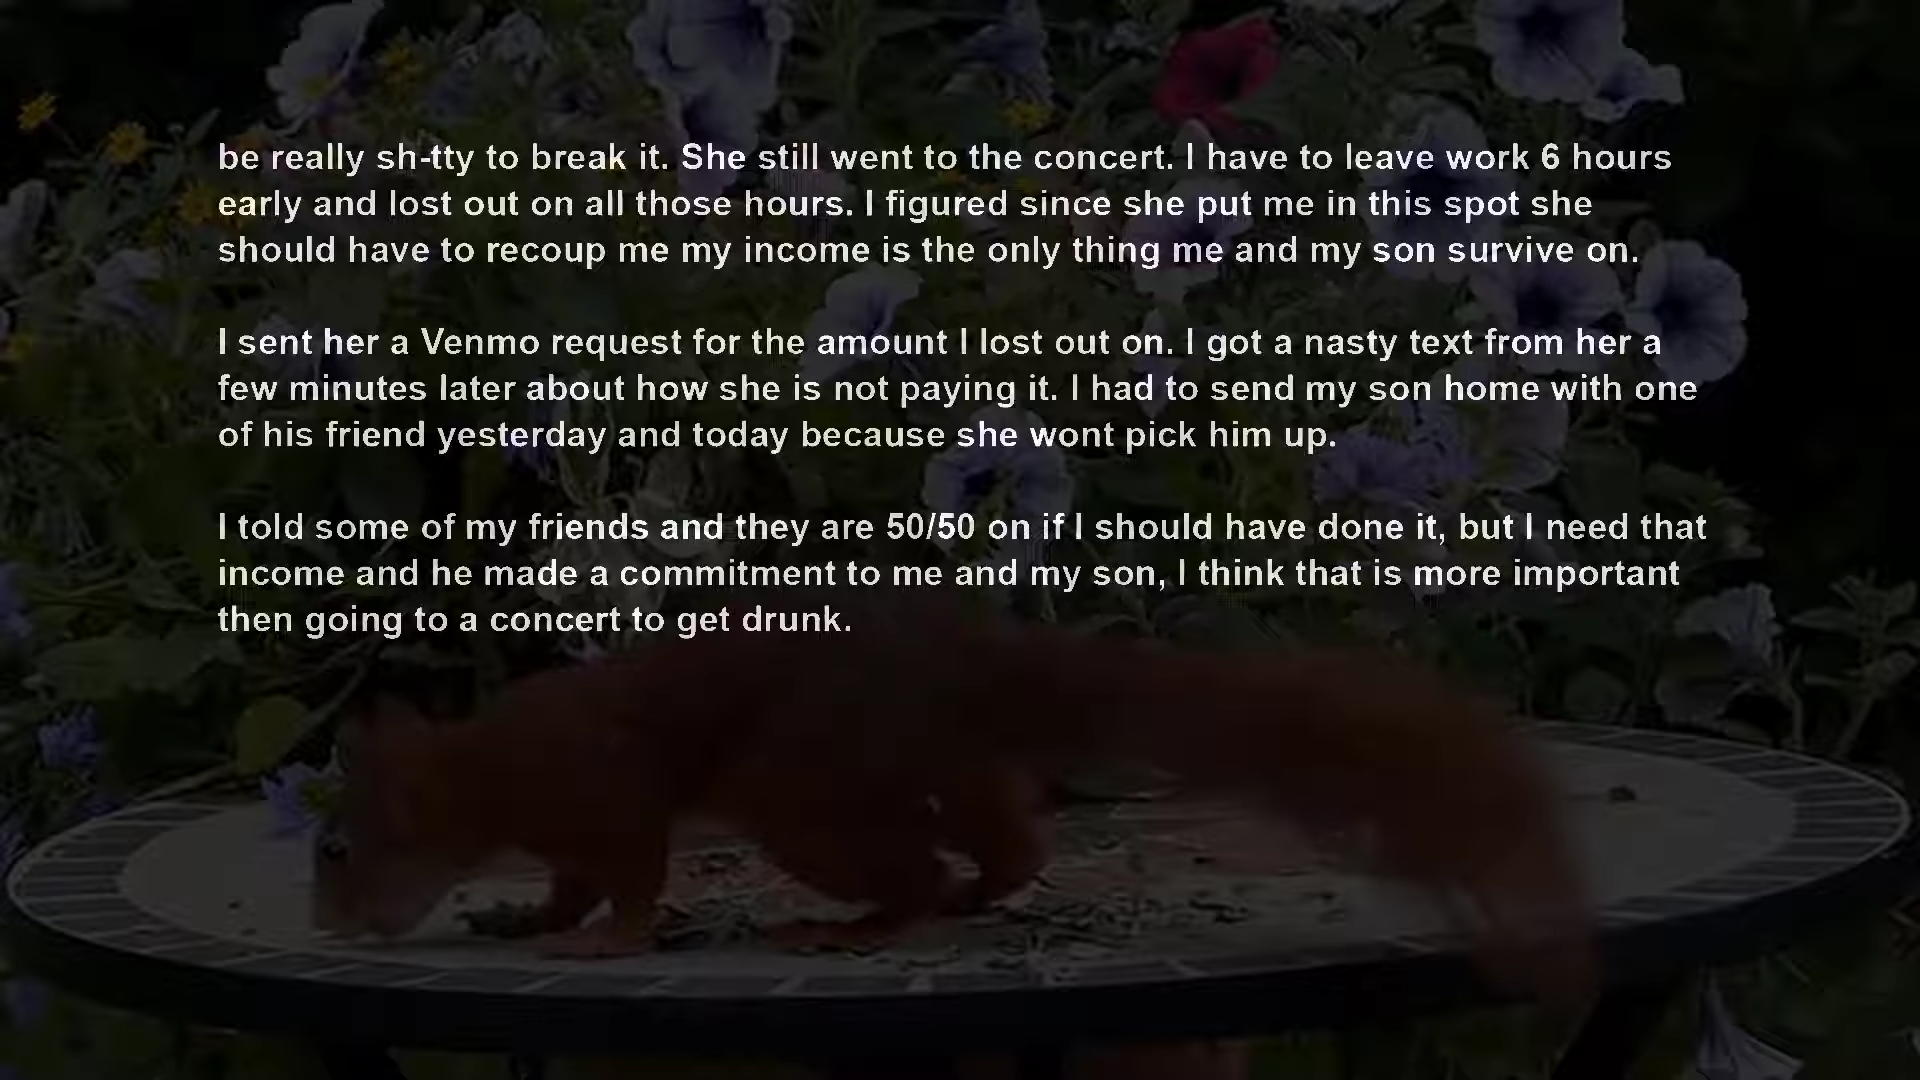 be really sh-tty to break it. She still went to the concert. I have to leave work 6 hours
early and lost out on all those hours. I figured since she put me in this spot she
should have to recoup me my income is the only thing me and my son survive on.
I sent her a Venmo request for the amount I lost out on. I got a nasty text from her a
few minutes later about how she is not paying it. I had to send my son home with one
of his friend yesterday and today because she wont pick him up.
I told some of my friends and they are 50/50 on if I should have done it, but I need that
income and he made a commitment to me and my son, I think that is more important
then going to a concert to get drunk.